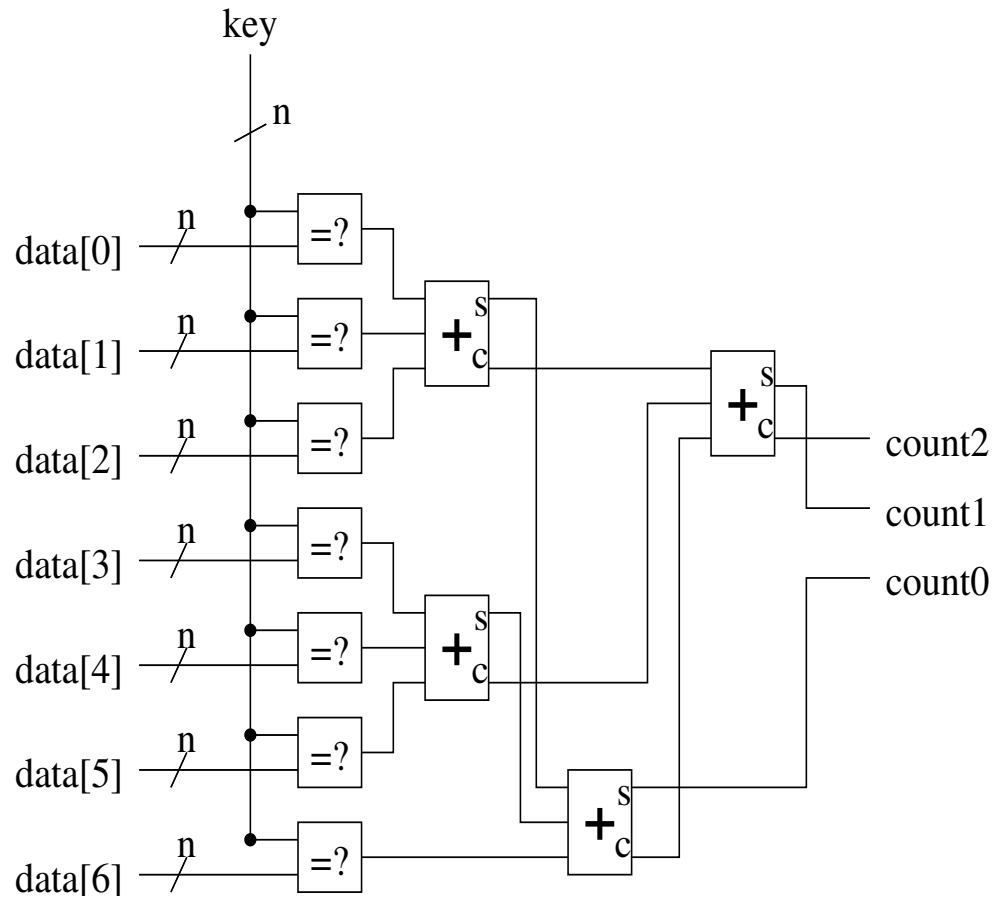 key
n
n
data[0]
=?
n
data[1]
=?
s
+
c
s
+
c
n
data[2]
=?
count2
count1
n
data[3]
=?
count0
s
+
c
n
data[4]
=?
n
data[5]
=?
s
+
c
n
data[6]
=?